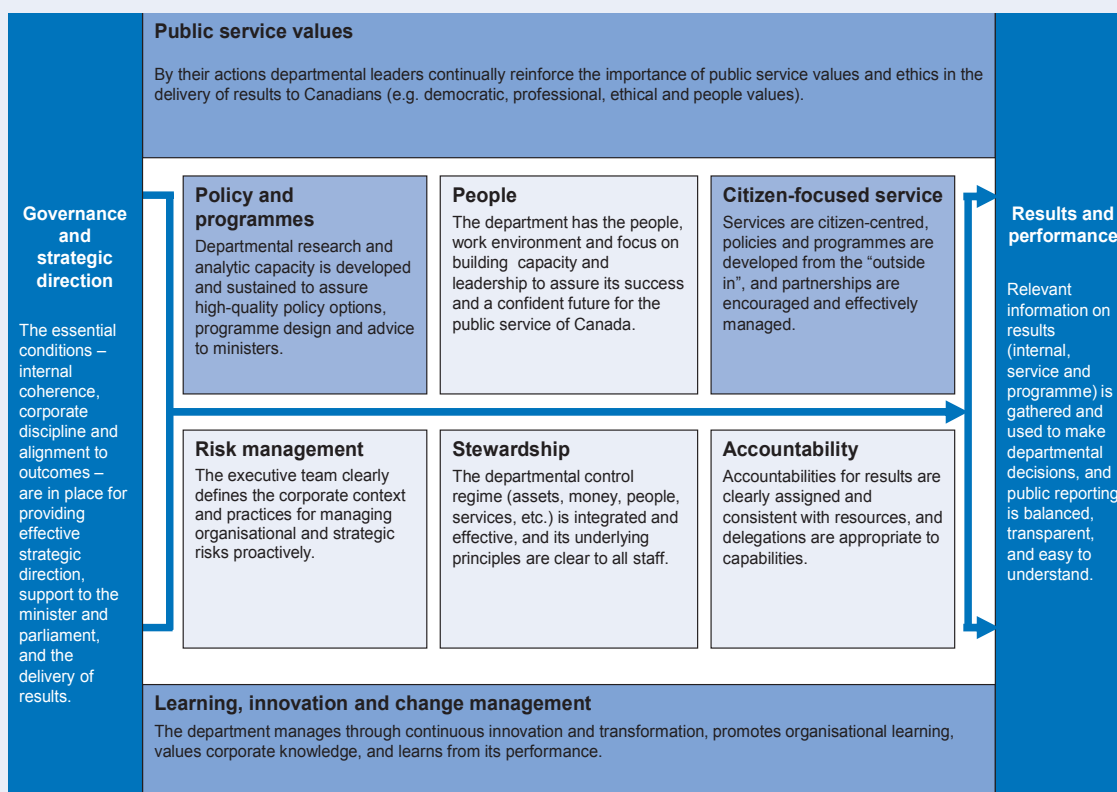 Public service values
By their actions departmental leaders continually reinforce the importance of public service values and ethics in the
delivery of results to Canadians (e.g. democratic, professional, ethical and people values).
Governance
and
strategic
direction
The essential
conditions –
internal
coherence,
corporate
discipline and
alignment to
outcomes –
are in place for
providing
effective
strategic
direction,
support to the
minister and
parliament,
and the
delivery of
results.
Policy and
programmes
Departmental research and
analytic capacity is developed
and sustained to assure
high-quality policy options,
programme design and advice
to ministers.
People
The department has the people,
work environment and focus on
building capacity and
leadership to assure its success
and a confident future for the
public service of Canada.
Citizen-focused service
Services are citizen-centred,
policies and programmes are
developed from the “outside
in”, and partnerships are
encouraged and effectively
managed.
Risk management
The executive team clearly
defines the corporate context
and practices for managing
organisational and strategic
risks proactively.
Stewardship
The departmental control
regime (assets, money, people,
services, etc.) is integrated and
effective, and its underlying
principles are clear to all staff.
Accountability
Accountabilities for results are
clearly assigned and
consistent with resources, and
delegations are appropriate to
capabilities.
Results and
performance
Relevant
information on
results
(internal,
service and
programme) is
gathered and
used to make
departmental
decisions, and
public reporting
is balanced,
transparent,
and easy to
understand.
Learning, innovation and change management
The department manages through continuous innovation and transformation, promotes organisational learning,
values corporate knowledge, and learns from its performance.